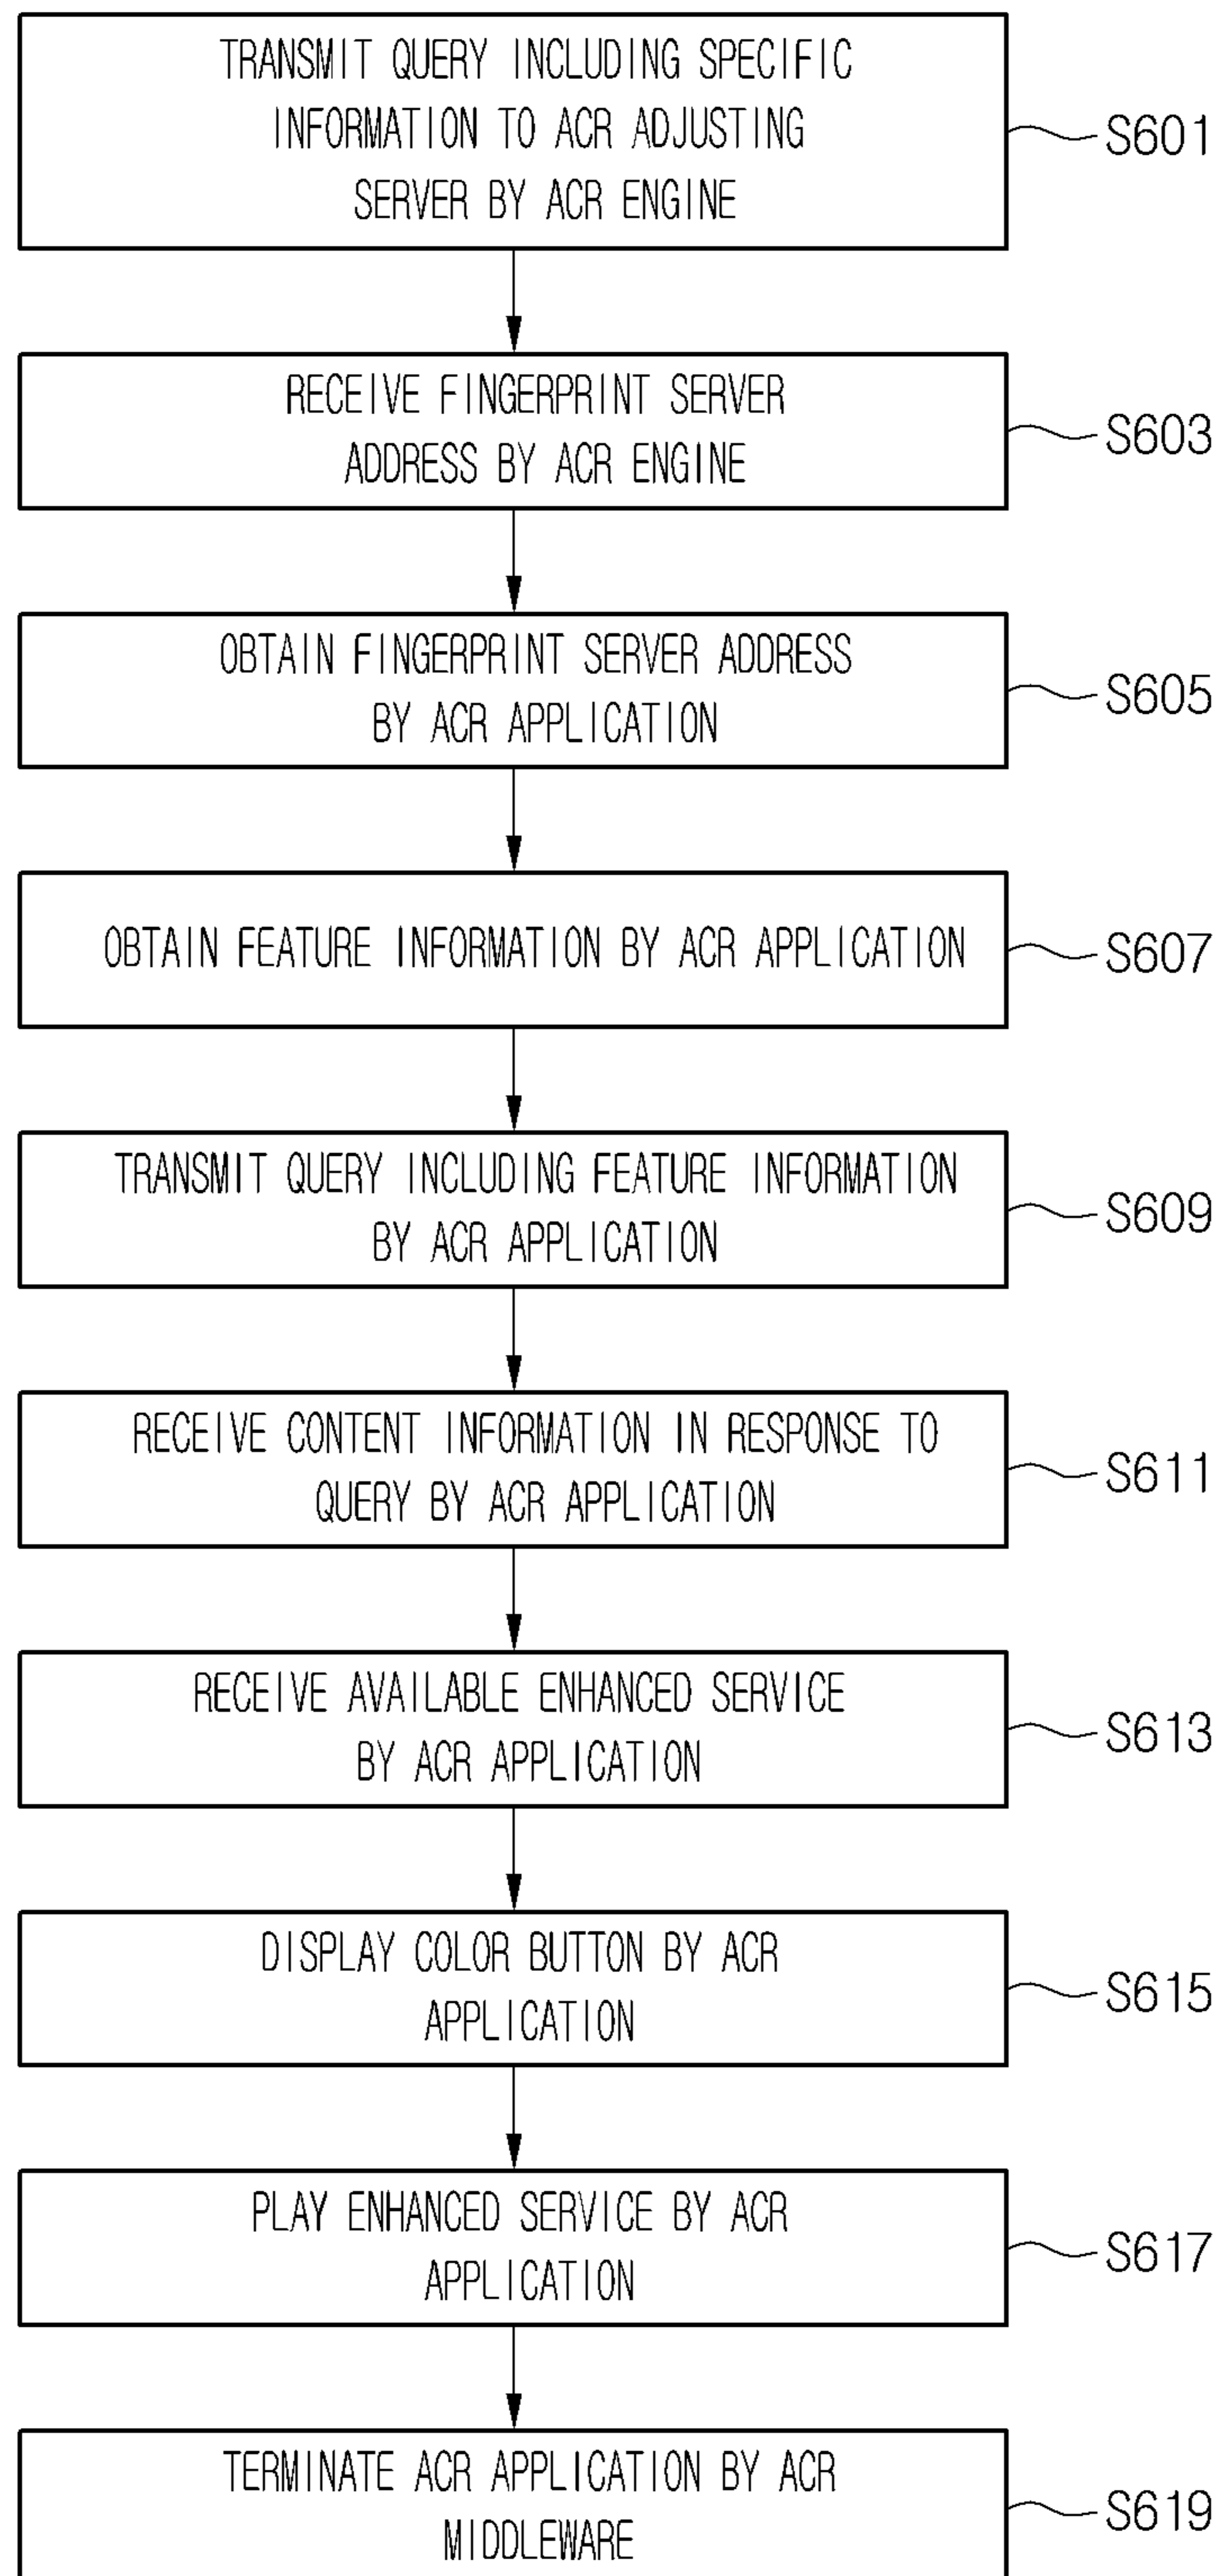 TRANSMIT QUERY INCLUDING SPECIFIC
INFORMATION TO ACR ADJUSTING
SERVER BY ACR ENGINE
S601
RECEIVE FINGERPRINT SERVER
ADDRESS BY ACR ENGINE
S603
OBTAIN FINGERPRINT SERVER ADDRESS
BY ACR APPLICATION
S605
OBTAIN FEATURE INFORMATION BY ACR APPLICATION
S607
TRANSMIT QUERY INCLUDING FEATURE INFORMATION
BY ACR APPLICATION
S609
RECEIVE CONTENT INFORMATION IN RESPONSE TO
QUERY BY ACR APPLICATION
S611
RECEIVE AVAILABLE ENHANCED SERVICE
BY ACR APPLICATION
S613
DISPLAY COLOR BUTTON BY ACR
APPLICATION
S615
PLAY ENHANCED SERVICE BY ACR
APPLICATION
S617
TERMINATE ACR APPLICATION BY ACR
MIDDLEWARE
S619